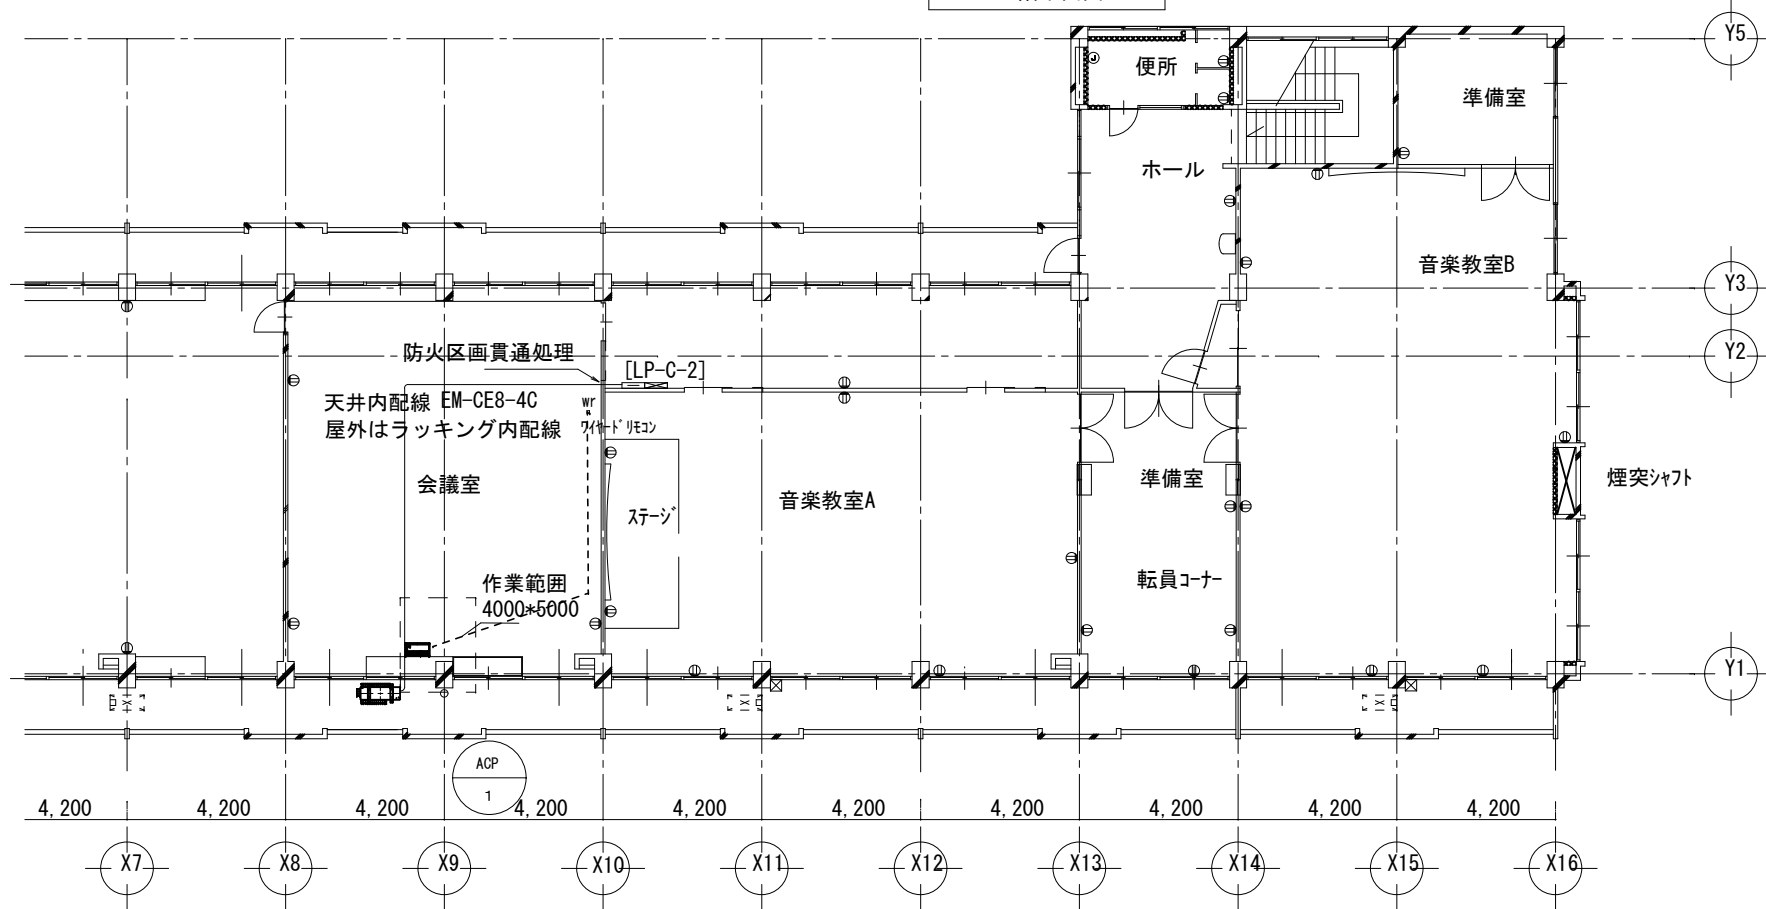 Y5
便所
準備室
ホール
音楽教室B
Y3
防火区画貫通処理
Y2
[LP-C-2]
天井内配線 EM-CE8-4C
wr
屋外はラッキング内配線
ワイヤードリモコン
会議室
準備室
煙突シャフト
音楽教室A
ステージ
作業範囲
4000*5000
転員コーナー
Y1
ACP
1
4,200 4,200 4,200 4,200 4,200 4,200 4,200 4,200 4,200 4,200
X7 X8 X9 X10 X11 X12 X13 X14 X15 X16